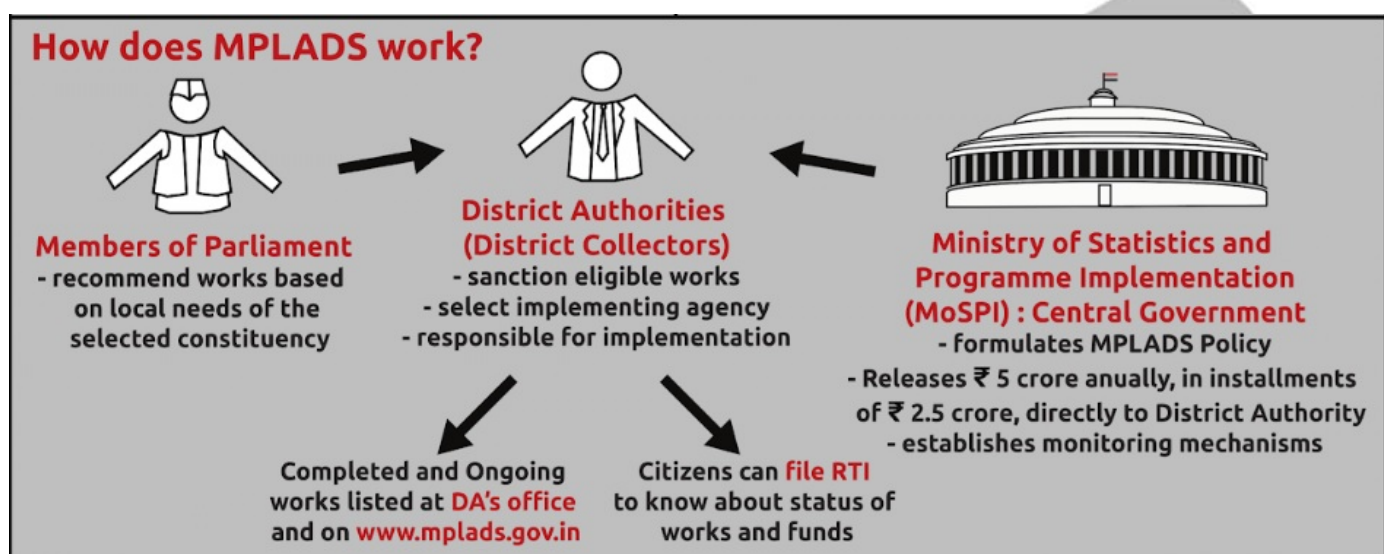 How does MPLADS work?
Members of Parliament
- recommend works based
on local needs of the
selected constituency
District Authorities
(District Collectors)
- sanction eligible works
- select implementing agency
- responsible for implementation
Ministry of Statistics and
Programme Implementation
(MoSPI) : Central Government
- formulates MPLADS Policy
- Releases ₹ 5 crore anually, in installments
of ₹ 2.5 crore, directly to District Authority
- establishes monitoring mechanisms
Completed and Ongoing
works listed at DA's office
and on www.mplads.gov.in
Citizens can file RTI
to know about status of
works and funds